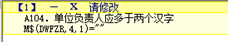 【1】 － X 请修改
A104. 单位负责人应多于两个汉字
M$(DWFZR,4,1)=""